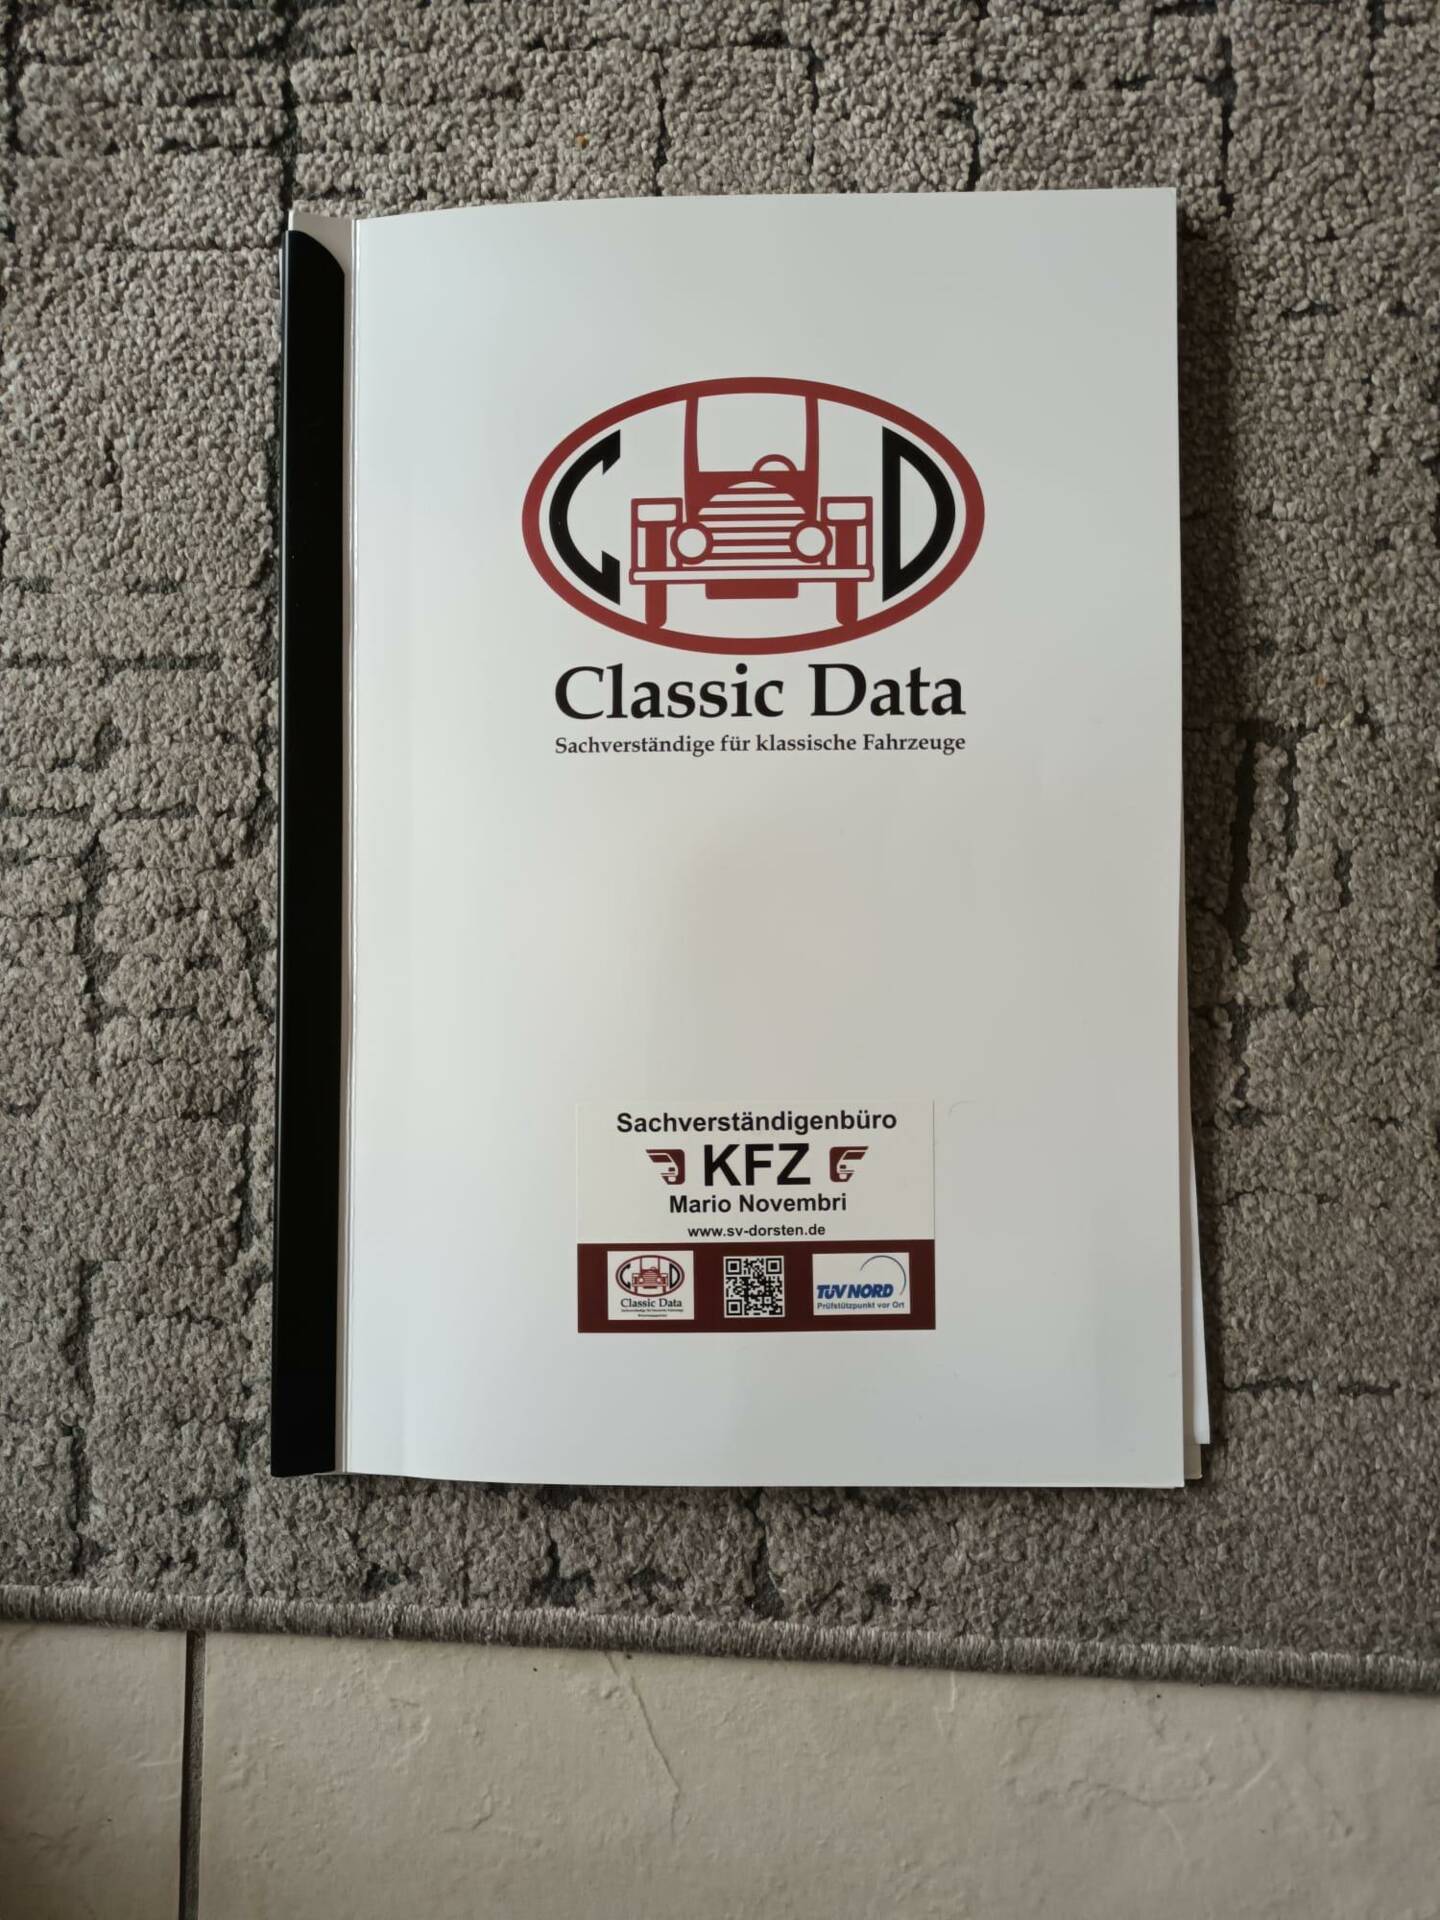 C D
Classic Data
Sachverständige für klassische Fahrzeuge
Sachverständigenbüro
KFZ
Mario Novembri
www.sv-dorsten.de
C D
Classic Data
TÜV NORD
Prüfstützpunkt vor Ort